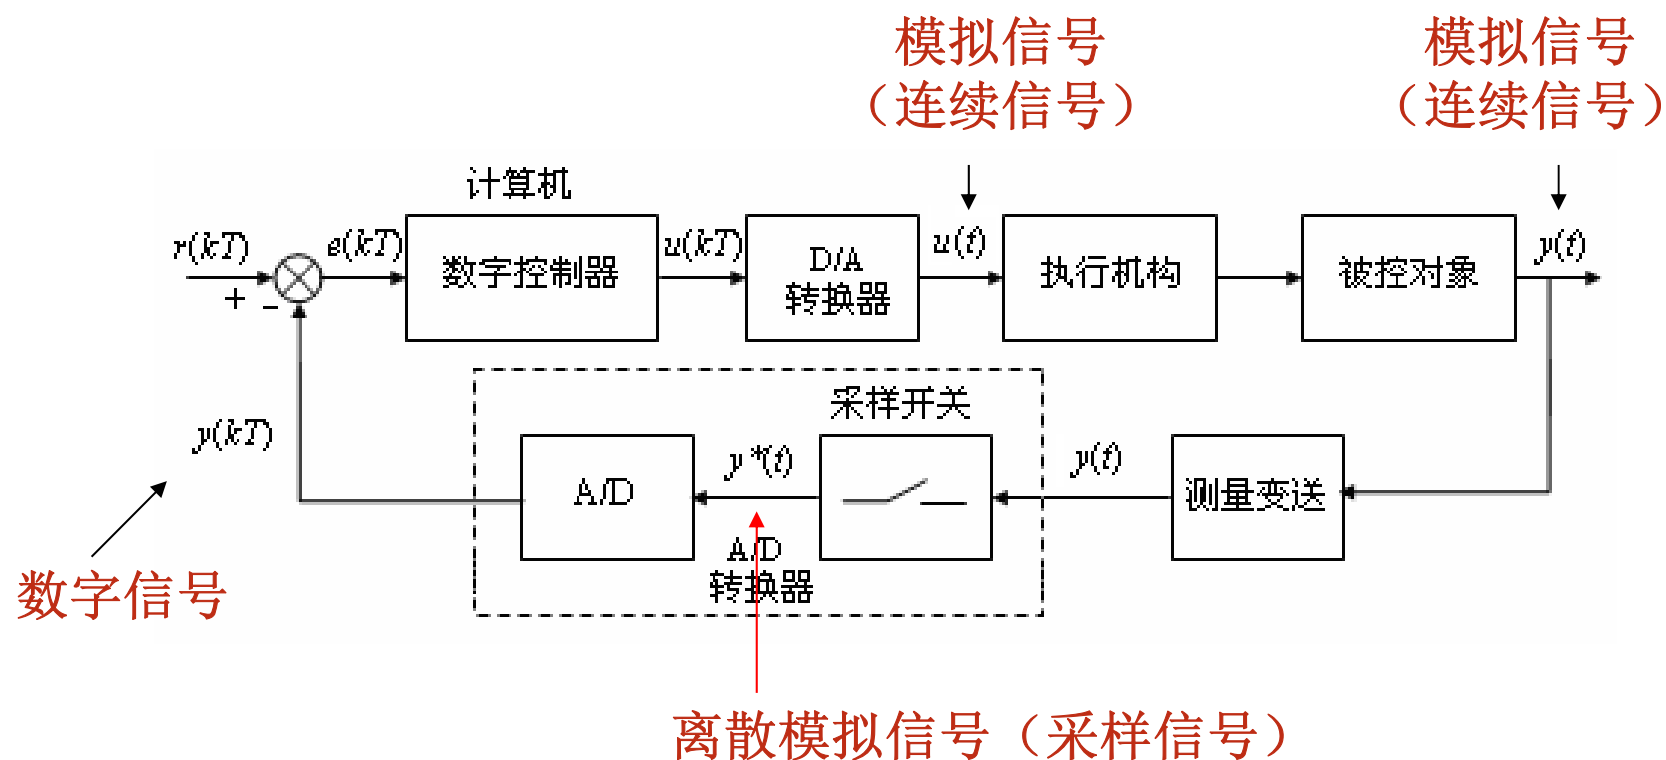 模拟信号
（连续信号）
模拟信号
（连续信号）
计算机
r(kT)
+
−
e(kT)
数字控制器
u(kT)
D/A
转换器
u(t)
执行机构
被控对象
y(t)
采样开关
y(kT)
A/D
y*(t)
y(t)
测量变送
A/D
转换器
数字信号
离散模拟信号（采样信号）